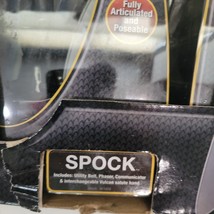 Fully
Articulated
and
Poseable
SPOCK
Includes: Utility Belt, Phaser, Communicator
& Interchangeable Vulcan salute hand